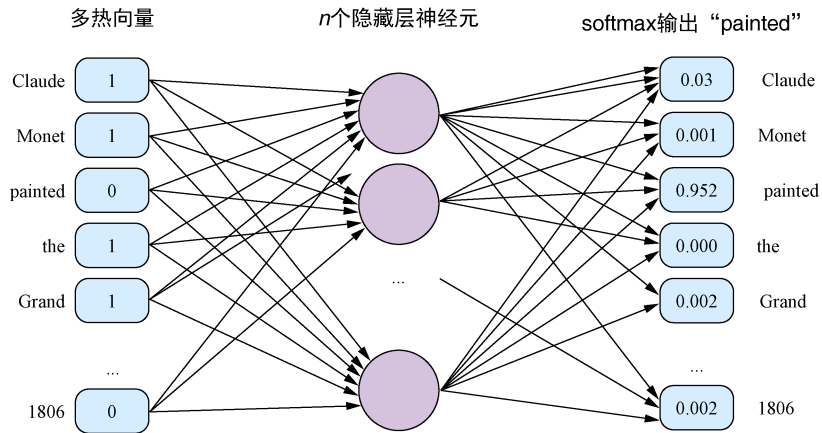 多热向量
n个隐藏层神经元
softmax输出“painted”
Claude 1
Monet 1
painted 0
the 1
Grand 1
...
1806 0
...
0.03 Claude
0.001 Monet
0.952 painted
0.000 the
0.002 Grand
...
0.002 1806